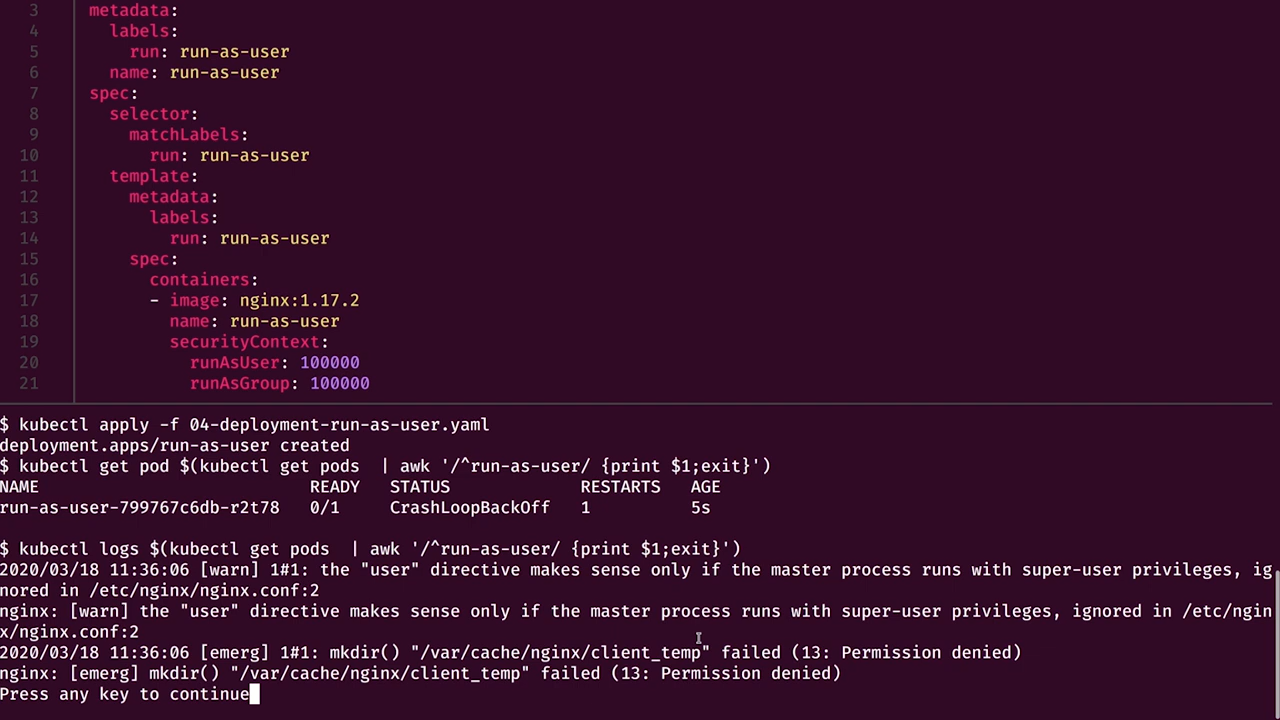 3 metadata:
4 labels:
5 run: run-as-user
6 name: run-as-user
7 spec:
8 selector:
9 matchLabels:
10 run: run-as-user
11 template:
12 metadata:
13 labels:
14 run: run-as-user
15 spec:
16 containers:
17 - image: nginx:1.17.2
18 name: run-as-user
19 securityContext:
20 runAsUser: 100000
21 runAsGroup: 100000
$ kubectl apply -f 04-deployment-run-as-user.yaml
deployment.apps/run-as-user created
$ kubectl get pod $(kubectl get pods  | awk '/^run-as-user/ {print $1;exit}')
NAME READY STATUS RESTARTS AGE
run-as-user-799767c6db-r2t78 0/1 CrashLoopBackOff 1 5s
$ kubectl logs $(kubectl get pods  | awk '/^run-as-user/ {print $1;exit}')
2020/03/18 11:36:06 [warn] 1#1: the "user" directive makes sense only if the master process runs with super-user privileges, ig
nored in /etc/nginx/nginx.conf:2
nginx: [warn] the "user" directive makes sense only if the master process runs with super-user privileges, ignored in /etc/ngin
x/nginx.conf:2
2020/03/18 11:36:06 [emerg] 1#1: mkdir() "/var/cache/nginx/client_temp" failed (13: Permission denied)
nginx: [emerg] mkdir() "/var/cache/nginx/client_temp" failed (13: Permission denied)
Press any key to continue